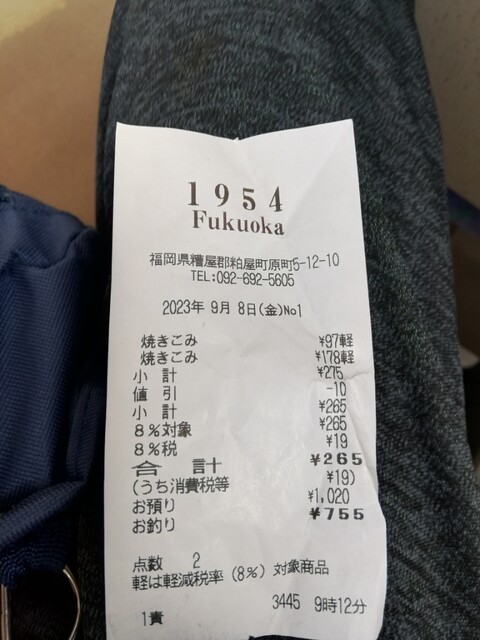 1954
Fukuoka
福岡県糟屋郡粕屋町原町5-12-10
TEL:092-692-5605
2023年 9月 8日(金)No1
焼きこみ ¥97軽
焼きこみ ¥178軽
小 計 ¥275
値 引 -10
小 計 ¥265
8%対象 ¥265
8%税 ¥19
合 計 ¥265
(うち消費税等 ¥19)
お預り ¥1,020
お釣り ¥755
点数 2
軽は軽減税率(8%)対象商品
3445 9時12分
1責